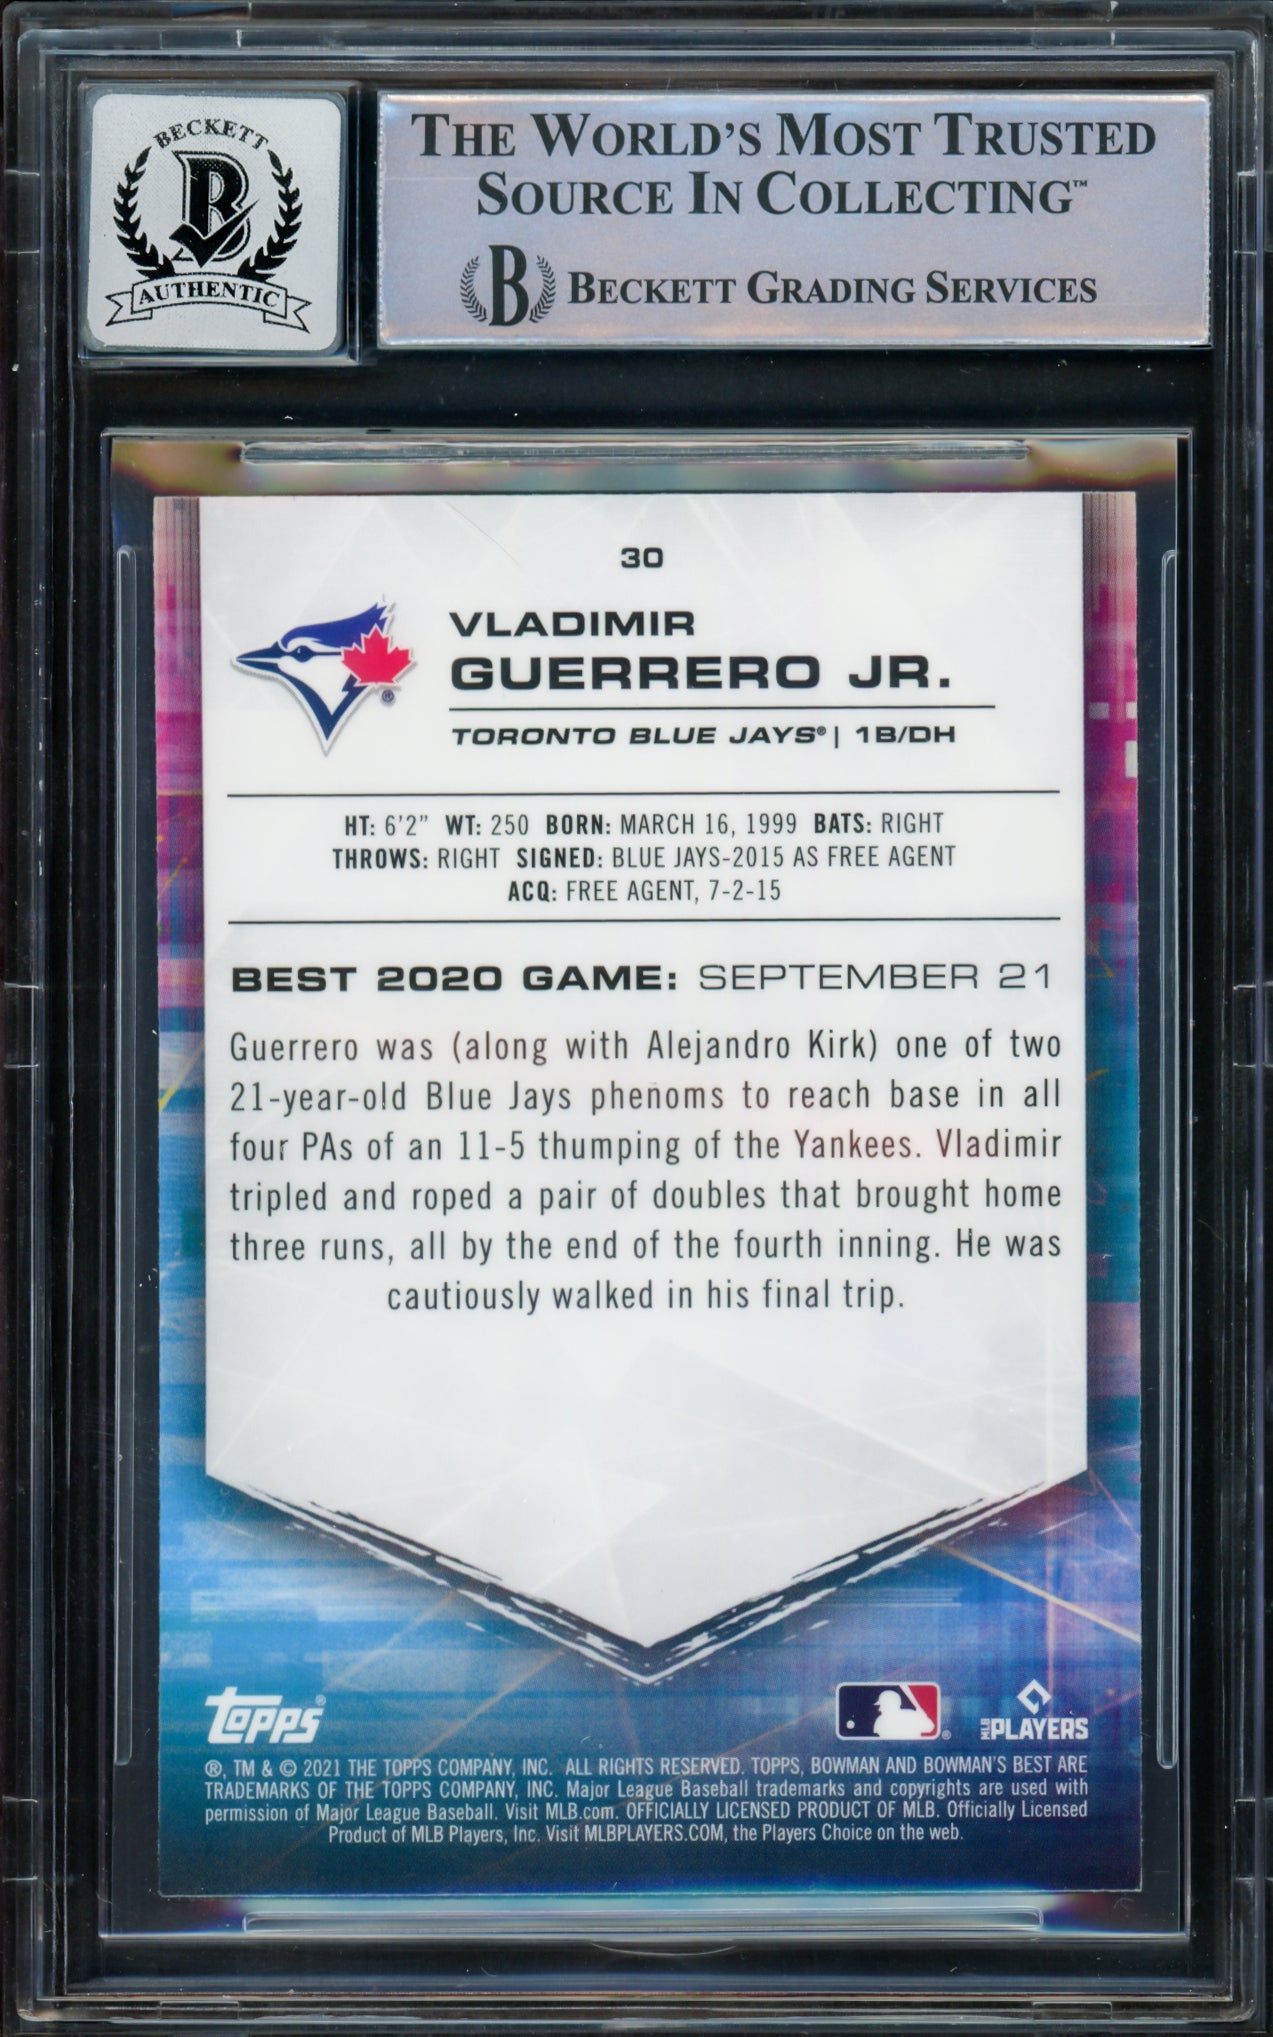 BECKETT
B
AUTHENTIC
THE WORLD'S MOST TRUSTED
SOURCE IN COLLECTING™
B BECKETT GRADING SERVICES
30
VLADIMIR
GUERRERO JR.
TORONTO BLUE JAYS® | 1B/DH
HT: 6'2" WT: 250 BORN: MARCH 16, 1999 BATS: RIGHT
THROWS: RIGHT SIGNED: BLUE JAYS-2015 AS FREE AGENT
ACQ: FREE AGENT, 7-2-15
BEST 2020 GAME: SEPTEMBER 21
Guerrero was (along with Alejandro Kirk) one of two
21-year-old Blue Jays phenoms to reach base in all
four PAs of an 11-5 thumping of the Yankees. Vladimir
tripled and roped a pair of doubles that brought home
three runs, all by the end of the fourth inning. He was
cautiously walked in his final trip.
topps®
MLB PLAYERS
®, TM & © 2021 THE TOPPS COMPANY, INC. ALL RIGHTS RESERVED. TOPPS, BOWMAN AND BOWMAN'S BEST ARE
TRADEMARKS OF THE TOPPS COMPANY, INC. Major League Baseball trademarks and copyrights are used with
permission of Major League Baseball. Visit MLB.com. OFFICIALLY LICENSED PRODUCT OF MLB. Officially Licensed
Product of MLB Players, Inc. Visit MLBPLAYERS.COM, the Players Choice on the web.